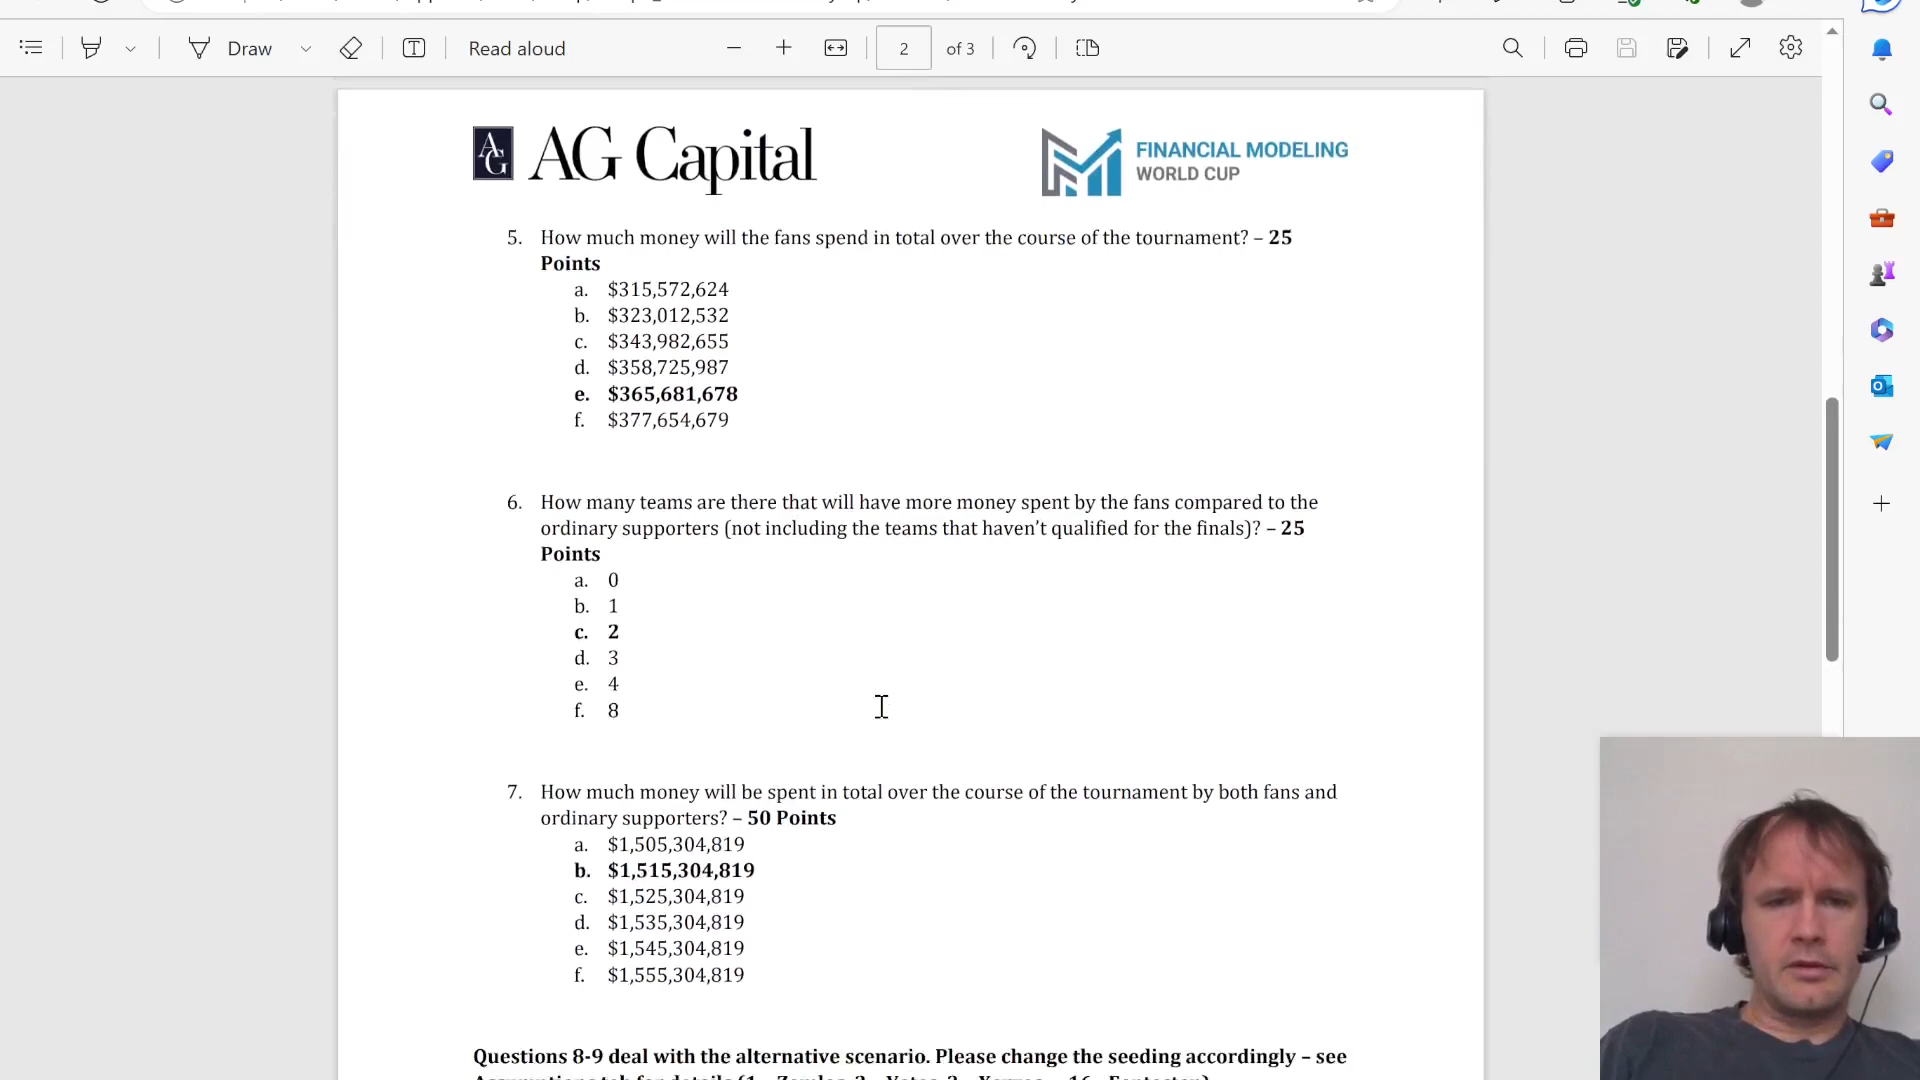 Draw
Read aloud
2 of 3
AG AG Capital
FINANCIAL MODELING
WORLD CUP
5. How much money will the fans spend in total over the course of the tournament? – 25
Points
a. $315,572,624
b. $323,012,532
c. $343,982,655
d. $358,725,987
e. $365,681,678
f. $377,654,679
6. How many teams are there that will have more money spent by the fans compared to the
ordinary supporters (not including the teams that haven’t qualified for the finals)? – 25
Points
a. 0
b. 1
c. 2
d. 3
e. 4
f. 8
7. How much money will be spent in total over the course of the tournament by both fans and
ordinary supporters? – 50 Points
a. $1,505,304,819
b. $1,515,304,819
c. $1,525,304,819
d. $1,535,304,819
e. $1,545,304,819
f. $1,555,304,819
Questions 8-9 deal with the alternative scenario. Please change the seeding accordingly – see